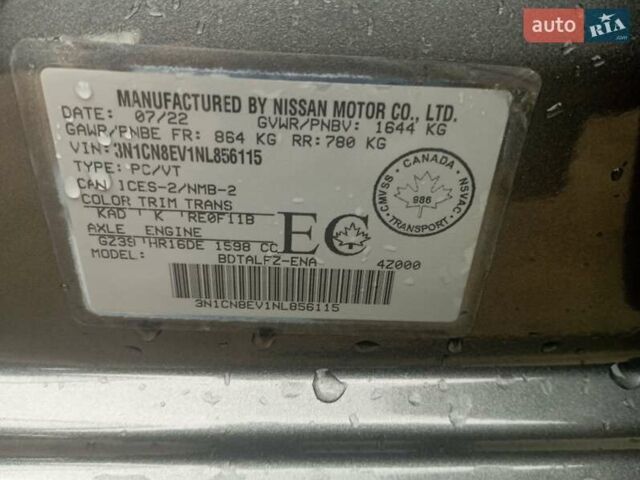 auto RIA.com
MANUFACTURED BY NISSAN MOTOR CO., LTD.
DATE: 07/22 GVWR/PNBV: 1644 KG
GAWR/PNBE FR: 864 KG RR: 780 KG
VIN: 3N1CN8EV1NL856115
TYPE: PC/VT
CAN ICES-2/NMB-2
COLOR TRIM TRANS
KAD K RE0F11B
AXLE ENGINE
HR16DE 1598 CC
MODEL: BDTALFZ-ENA 4Z000
3N1CN8EV1NL856115
EC
CANADA
CMVSS 986 NSVAC
TRANSPORT